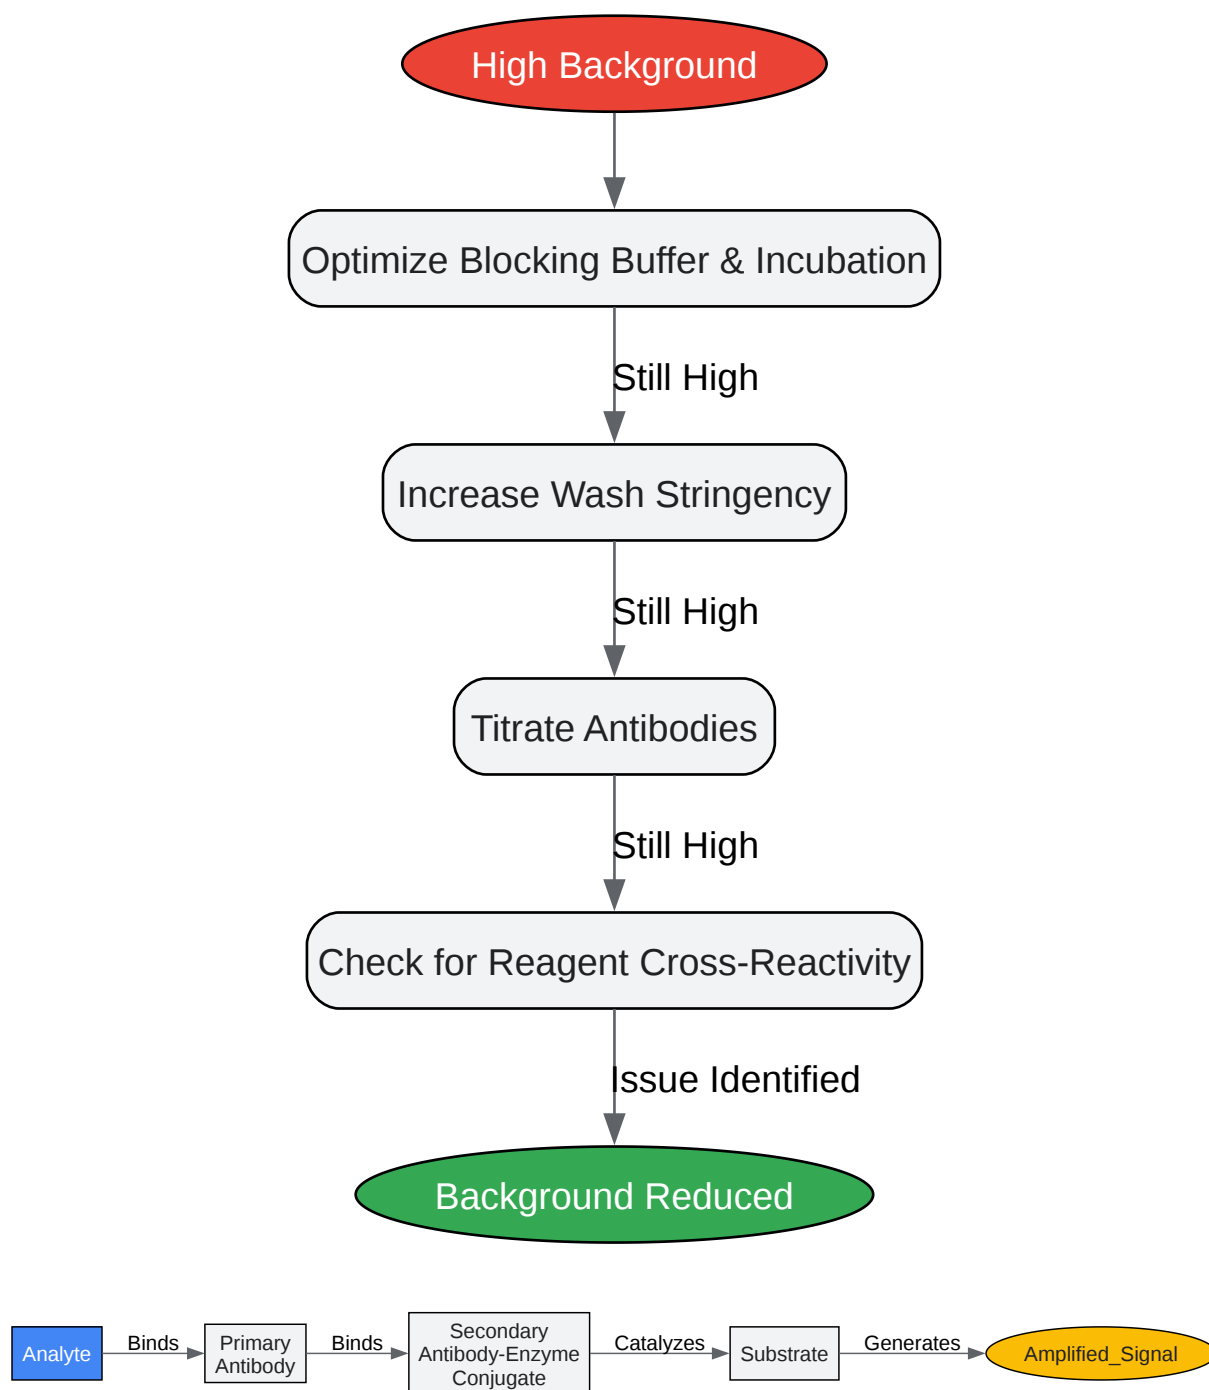 High Background
Optimize Blocking Buffer & Incubation
Still High
Increase Wash Stringency
Still High
Titrate Antibodies
Still High
Check for Reagent Cross-Reactivity
Issue Identified
Background Reduced
Analyte
Binds
Primary
Antibody
Binds
Secondary
Antibody-Enzyme
Conjugate
Catalyzes
Substrate
Generates
Amplified_Signal